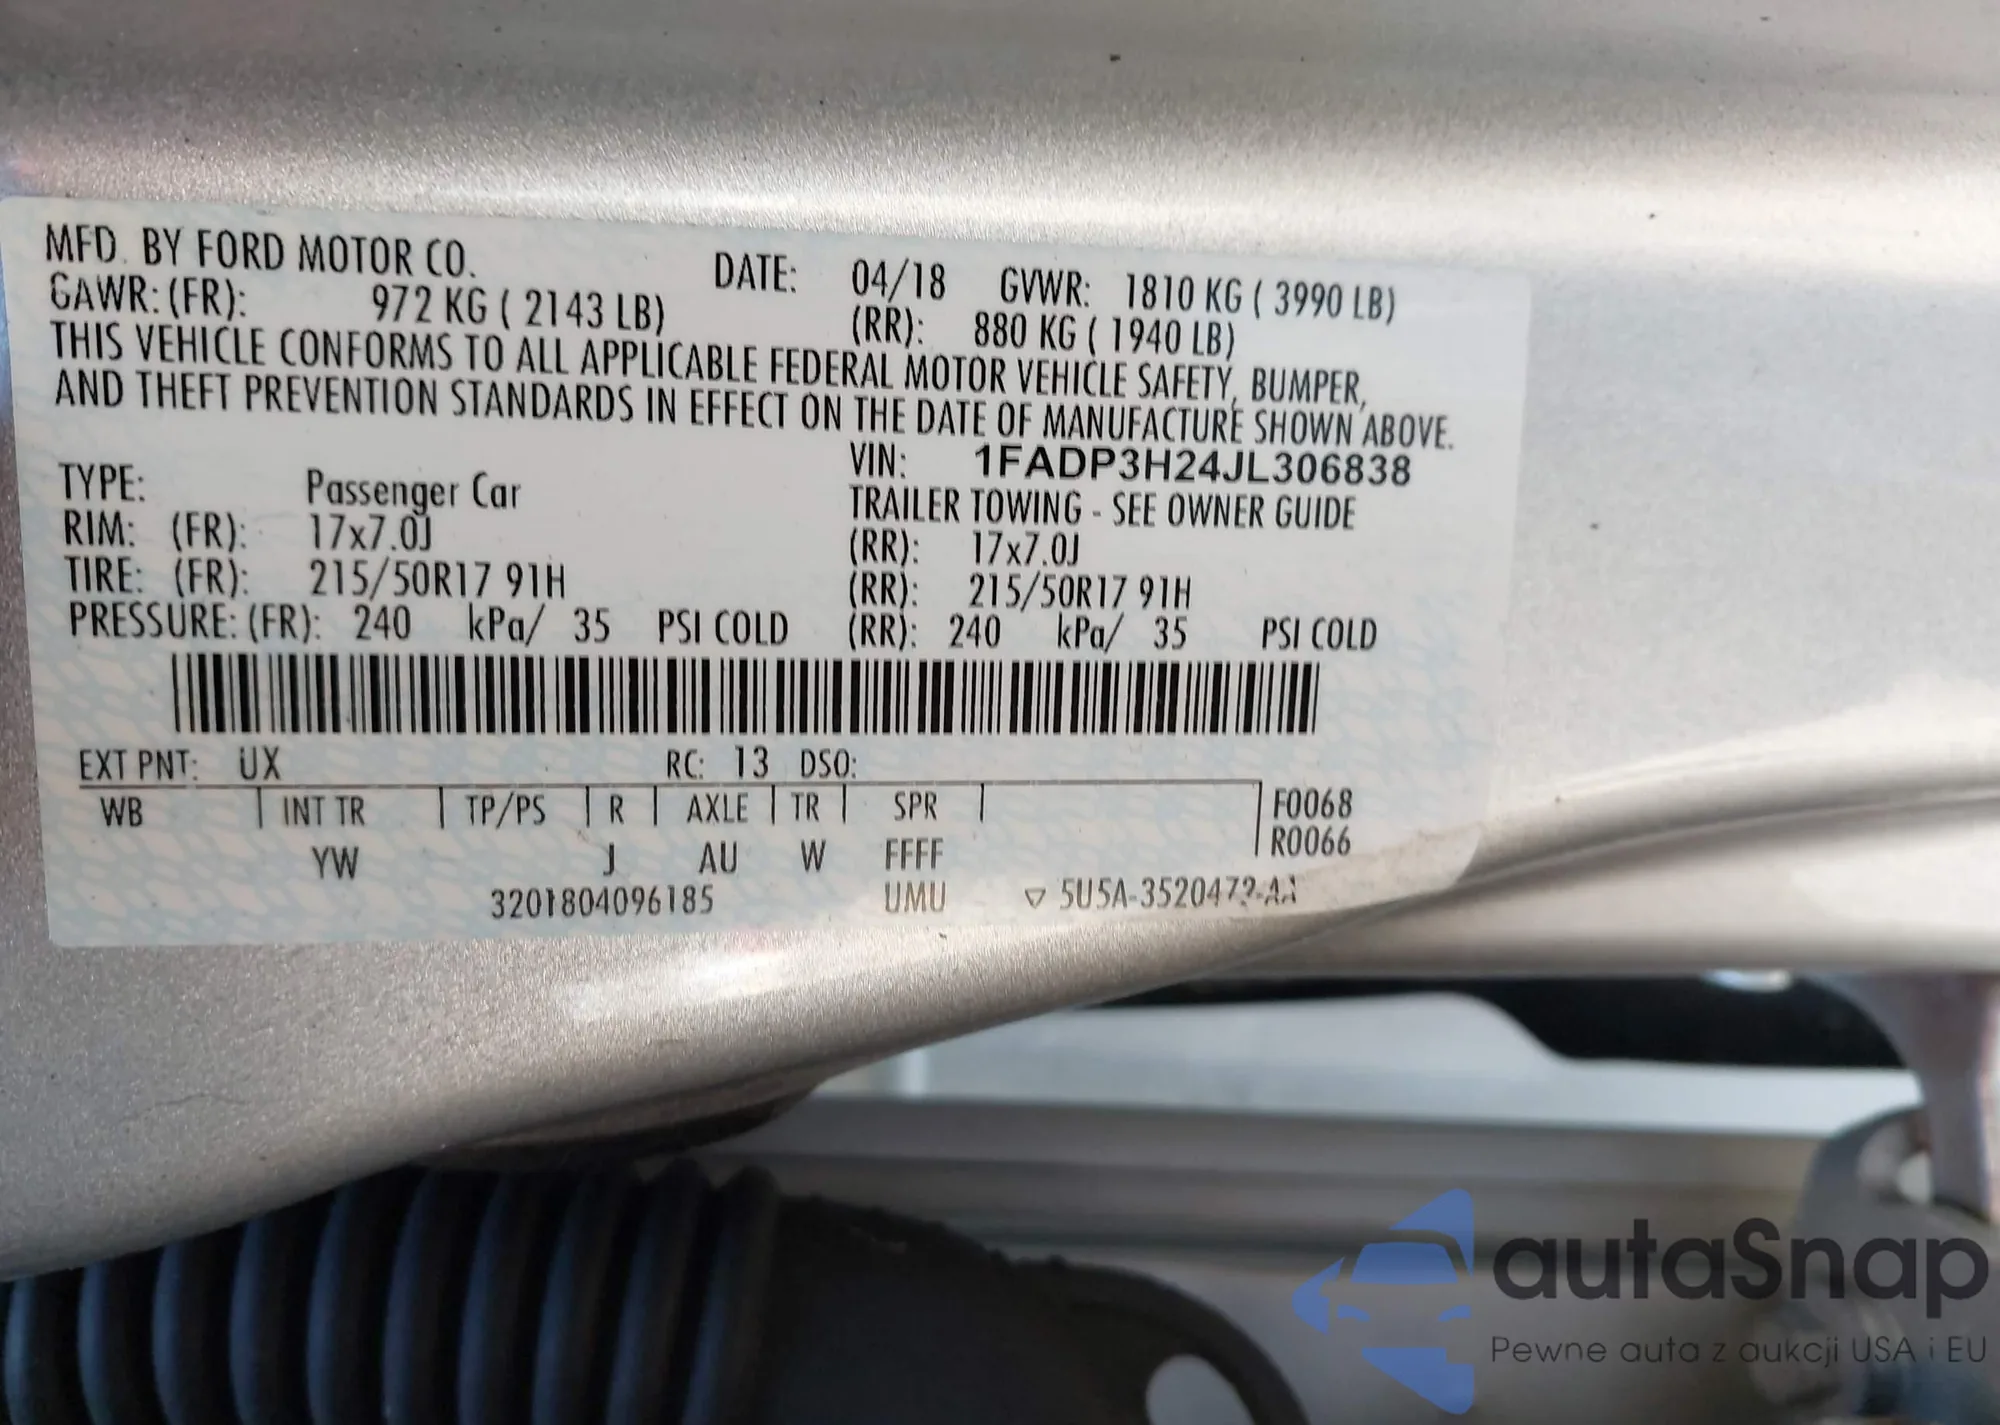 MFD. BY FORD MOTOR CO. DATE: 04/18 GVWR: 1810 KG ( 3990 LB)
GAWR: (FR): 972 KG ( 2143 LB) (RR): 880 KG ( 1940 LB)
THIS VEHICLE CONFORMS TO ALL APPLICABLE FEDERAL MOTOR VEHICLE SAFETY, BUMPER,
AND THEFT PREVENTION STANDARDS IN EFFECT ON THE DATE OF MANUFACTURE SHOWN ABOVE.
VIN: 1FADP3H24JL306838
TYPE: Passenger Car TRAILER TOWING - SEE OWNER GUIDE
RIM: (FR): 17x7.0J (RR): 17x7.0J
TIRE: (FR): 215/50R17 91H (RR): 215/50R17 91H
PRESSURE: (FR): 240 kPa/ 35 PSI COLD (RR): 240 kPa/ 35 PSI COLD
EXT PNT: UX RC: 13 DSO:
WB INT TR TP/PS R AXLE TR SPR F0068
R0066
YW J AU W FFFF
3201804096185 UMU ▽ 5U5A-3520472-AA
autaSnap
Pewne auta z aukcji USA i EU